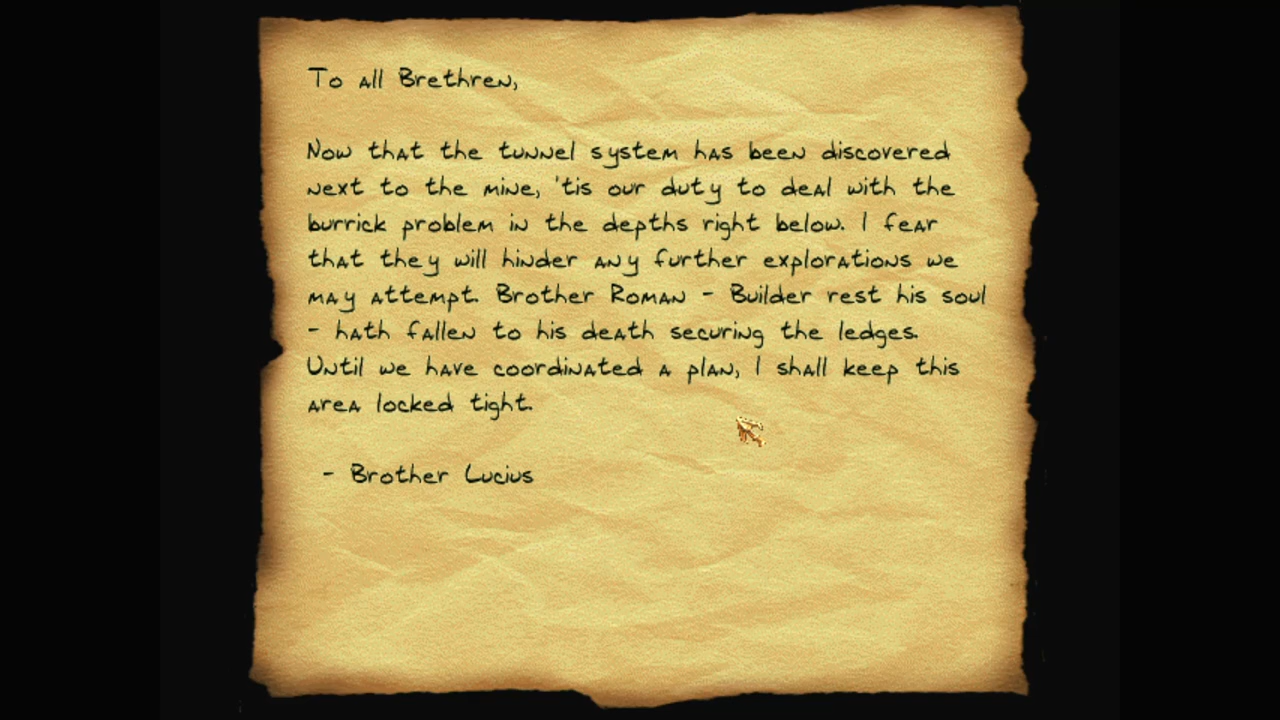 To all Brethren,
Now that the tunnel system has been discovered
next to the mine, 'tis our duty to deal with the
burrick problem in the depths right below. I fear
that they will hinder any further explorations we
may attempt. Brother Roman - Builder rest his soul
- hath fallen to his death securing the ledges.
Until we have coordinated a plan, I shall keep this
area locked tight.
- Brother Lucius